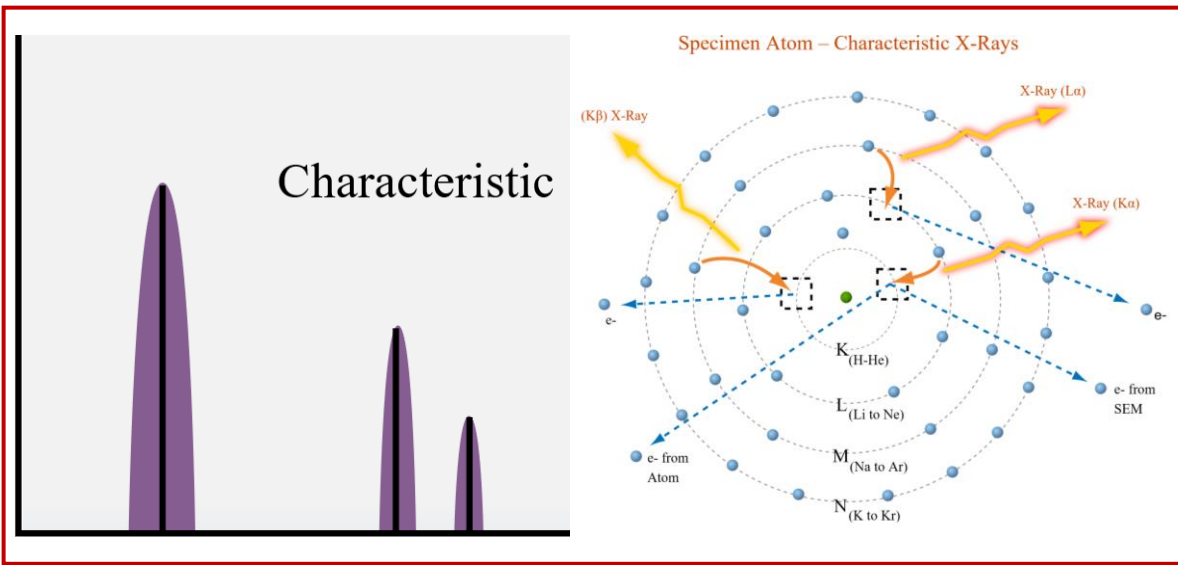 Characteristic
Specimen Atom – Characteristic X-Rays
(Kβ) X-Ray
X-Ray (Lα)
X-Ray (Kα)
e-
e-
K(H-He)
L(Li to Ne)
M(Na to Ar)
N(K to Kr)
e- from
SEM
e- from
Atom